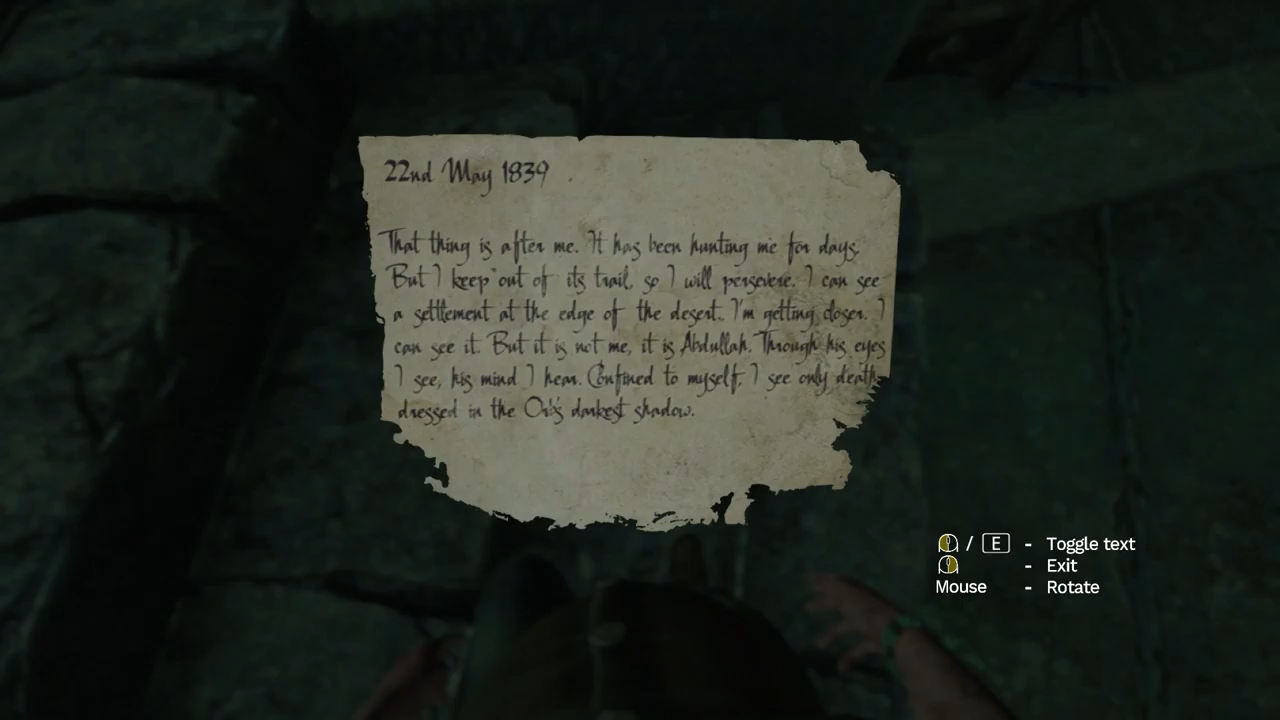 22nd May 1839
That thing is after me. It has been hunting me for days.
But I keep out of its trail, so I will persevere. I can see
a settlement at the edge of the desert. I'm getting closer. I
can see it. But it is not me, it is Abdullah. Through his eyes
I see, his mind I hear. Confined to myself, I see only death
dressed in the Orb's darkest shadow.
/ E - Toggle text
- Exit
Mouse - Rotate